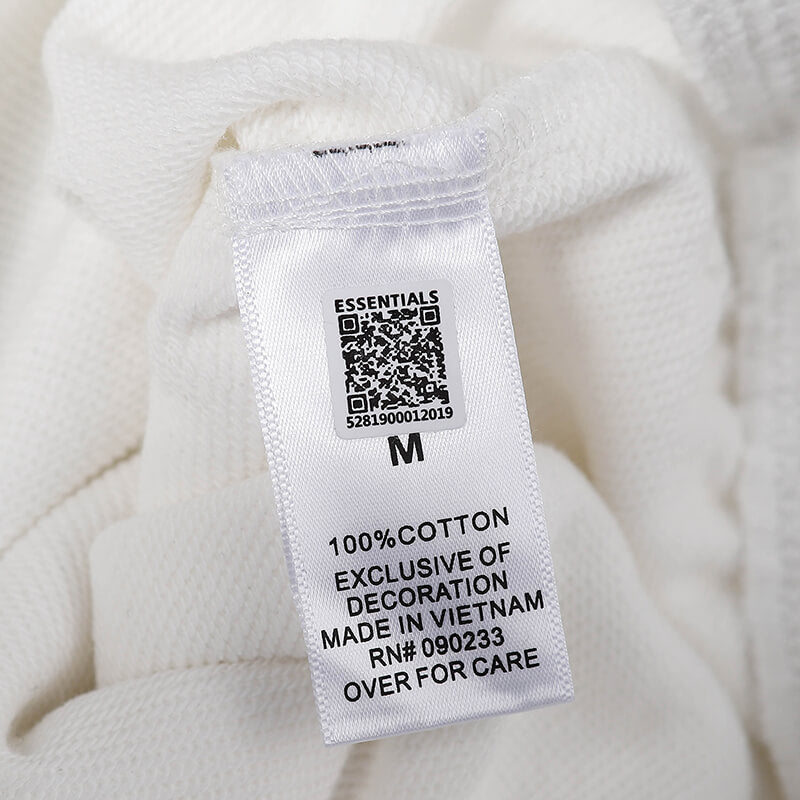 ESSENTIALS
5281900012019
M
100%COTTON
EXCLUSIVE OF
DECORATION
MADE IN VIETNAM
RN# 090233
OVER FOR CARE